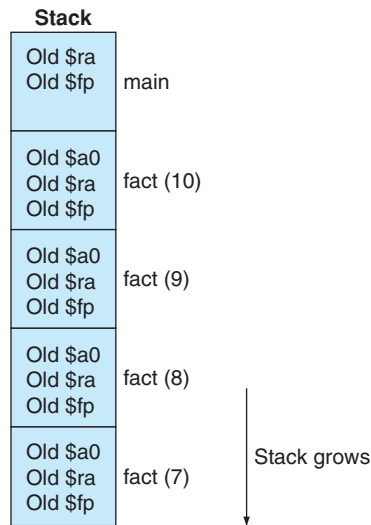 Stack
Old $ra
Old $fp
main
Old $a0
Old $ra
Old $fp
fact (10)
Old $a0
Old $ra
Old $fp
fact (9)
Old $a0
Old $ra
Old $fp
fact (8)
Old $a0
Old $ra
Old $fp
fact (7)
Stack grows